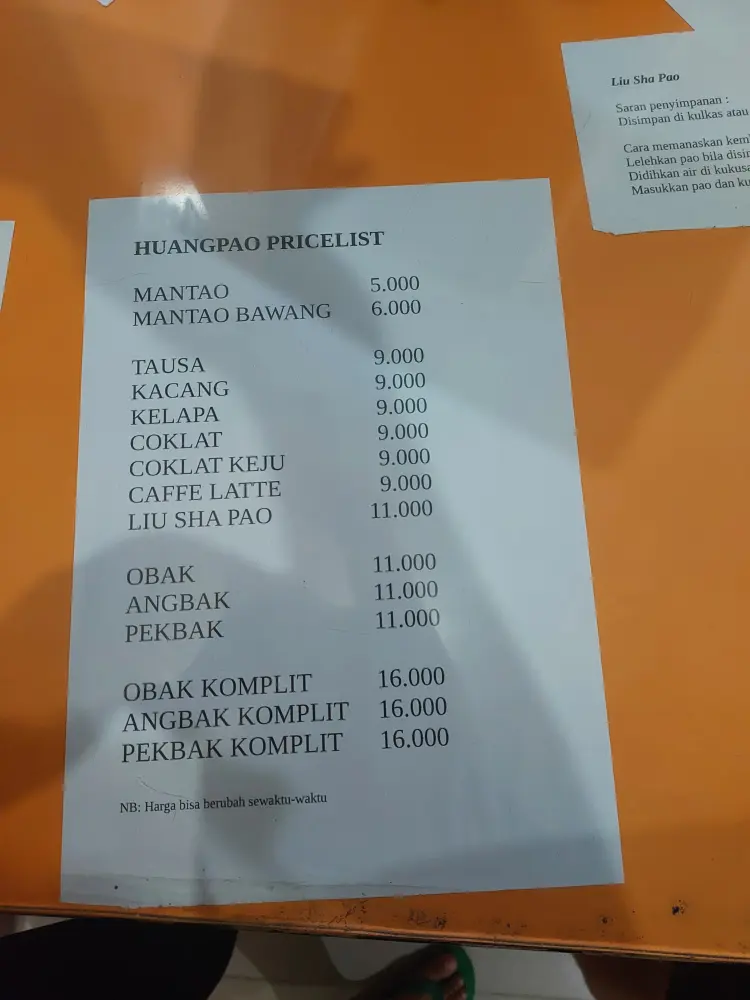 HUANGPAO PRICELIST
MANTAO 5.000
MANTAO BAWANG 6.000
TAUSA 9.000
KACANG 9.000
KELAPA 9.000
COKLAT 9.000
COKLAT KEJU 9.000
CAFFE LATTE 9.000
LIU SHA PAO 11.000
OBAK 11.000
ANGBAK 11.000
PEKBAK 11.000
OBAK KOMPLIT 16.000
ANGBAK KOMPLIT 16.000
PEKBAK KOMPLIT 16.000
NB: Harga bisa berubah sewaktu-waktu
Liu Sha Pao
Saran penyimpanan :
Disimpan di kulkas atau
Cara memanaskan
Lelehkan pao bila
Didihkan air di
Masukkan pao dan